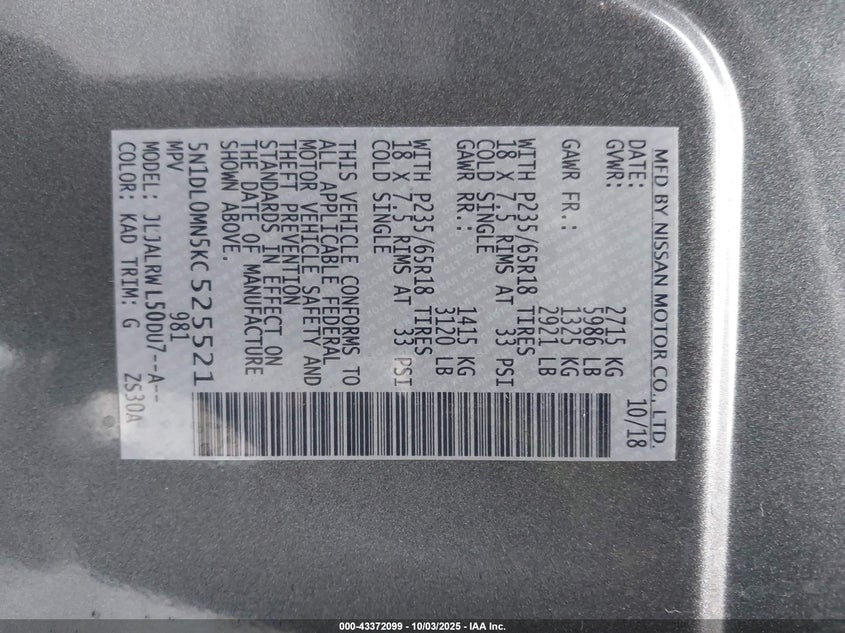 MFD BY NISSAN MOTOR CO., LTD.
DATE: 10/18
GVWR: 2715 KG
5986 LB
GAWR FR.: 1325 KG
2921 LB
WITH P235/65R18 TIRES
18 X 7.5 RIMS AT 33 PSI
COLD SINGLE
GAWR RR.: 1415 KG
3120 LB
WITH P235/65R18 TIRES
18 X 7.5 RIMS AT 33 PSI
COLD SINGLE
THIS VEHICLE CONFORMS TO
ALL APPLICABLE FEDERAL
MOTOR VEHICLE SAFETY AND
THEFT PREVENTION
STANDARDS IN EFFECT ON
THE DATE OF MANUFACTURE
SHOWN ABOVE.
5N1DL0MN5KC525521
MPV 981
MODEL: JLJALRWL50DU7--A--
COLOR: KAD TRIM: G ZS30A
000-43372099 - 10/03/2025 - IAA Inc.